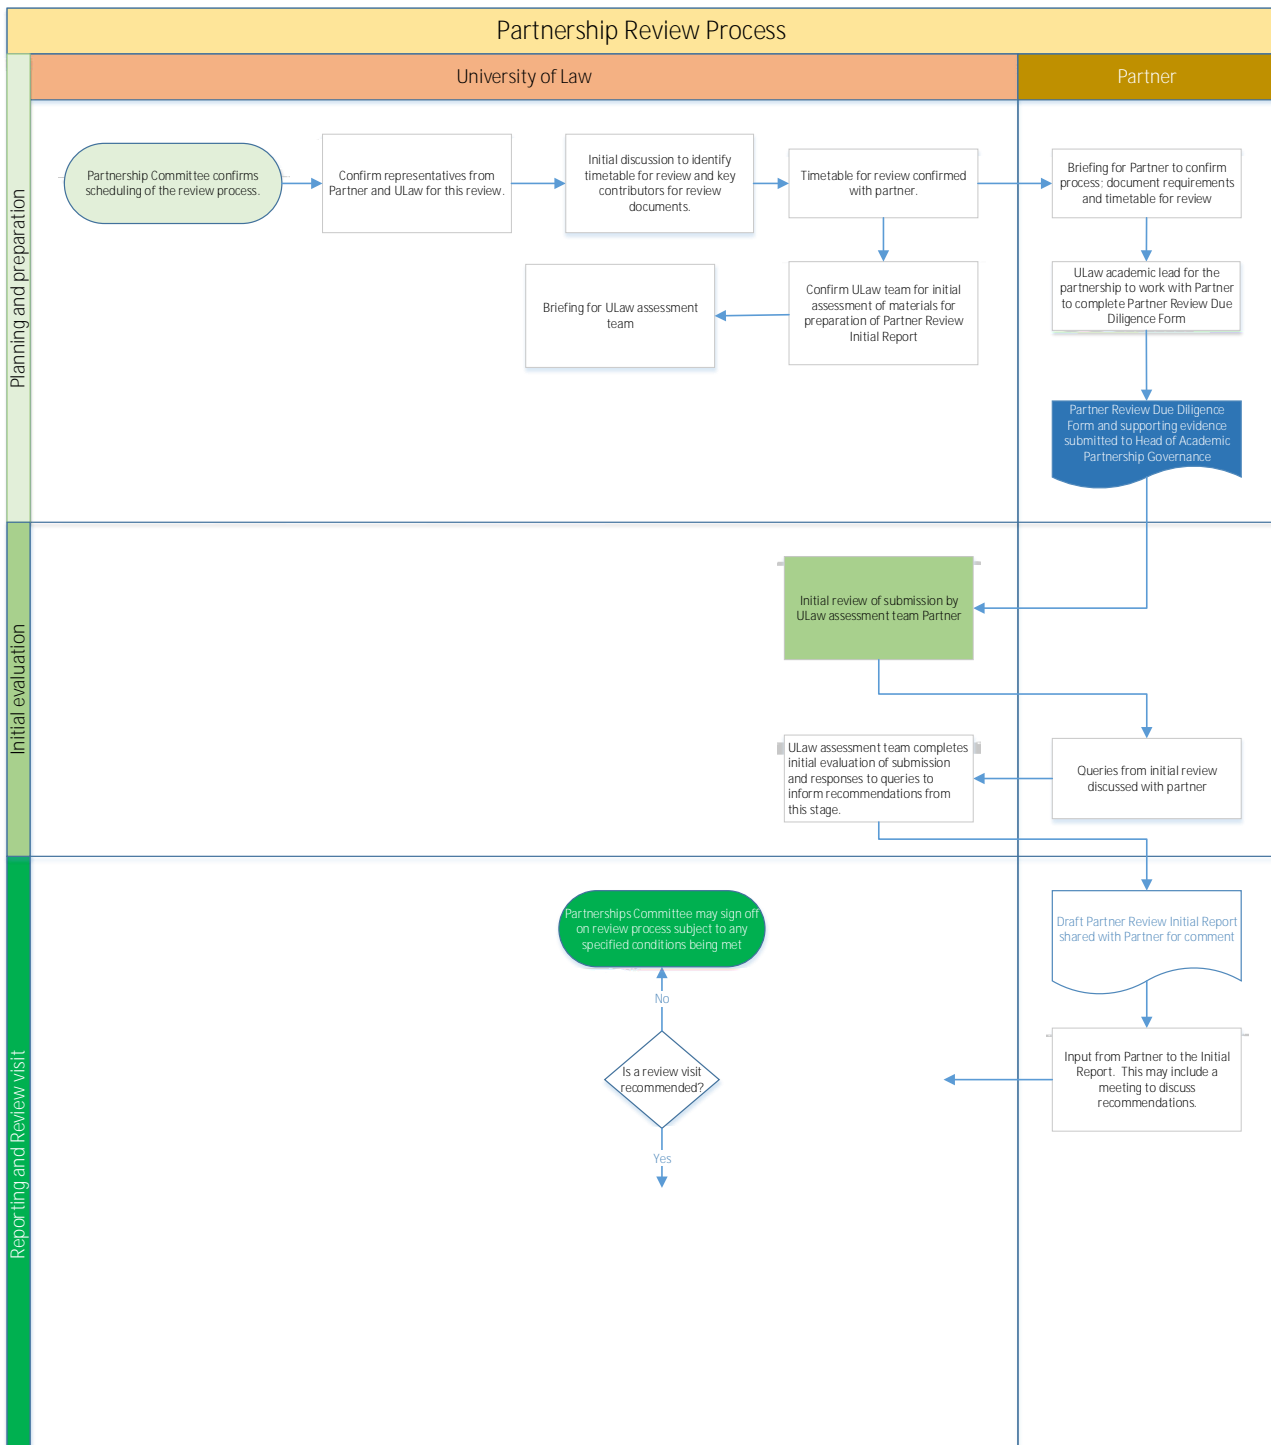 Partnership Review Process
University of Law
Partner
Planning and preparation
Partnership Committee confirms
scheduling of the review process.
Confirm representatives from
Partner and ULaw for this review.
Initial discussion to identify
timetable for review and key
contributors for review
documents.
Timetable for review confirmed
with partner.
Briefing for Partner to confirm
process; document requirements
and timetable for review
Briefing for ULaw assessment
team
Confirm ULaw team for initial
assessment of materials for
preparation of Partner Review
Initial Report
ULaw academic lead for the
partnership to work with Partner
to complete Partner Review Due
Diligence Form
Partner Review Due Diligence
Form and supporting evidence
submitted to Head of Academic
Partnership Governance
Initial evaluation
Initial review of submission by
ULaw assessment team Partner
ULaw assessment team completes
initial evaluation of submission
and responses to queries to
inform recommendations from
this stage.
Queries from initial review
discussed with partner
Reporting and Review visit
Partnerships Committee may sign off
on review process subject to any
specified conditions being met
Draft Partner Review Initial Report
shared with Partner for comment
No
Is a review visit
recommended?
Input from Partner to the Initial
Report. This may include a
meeting to discuss
recommendations.
Yes